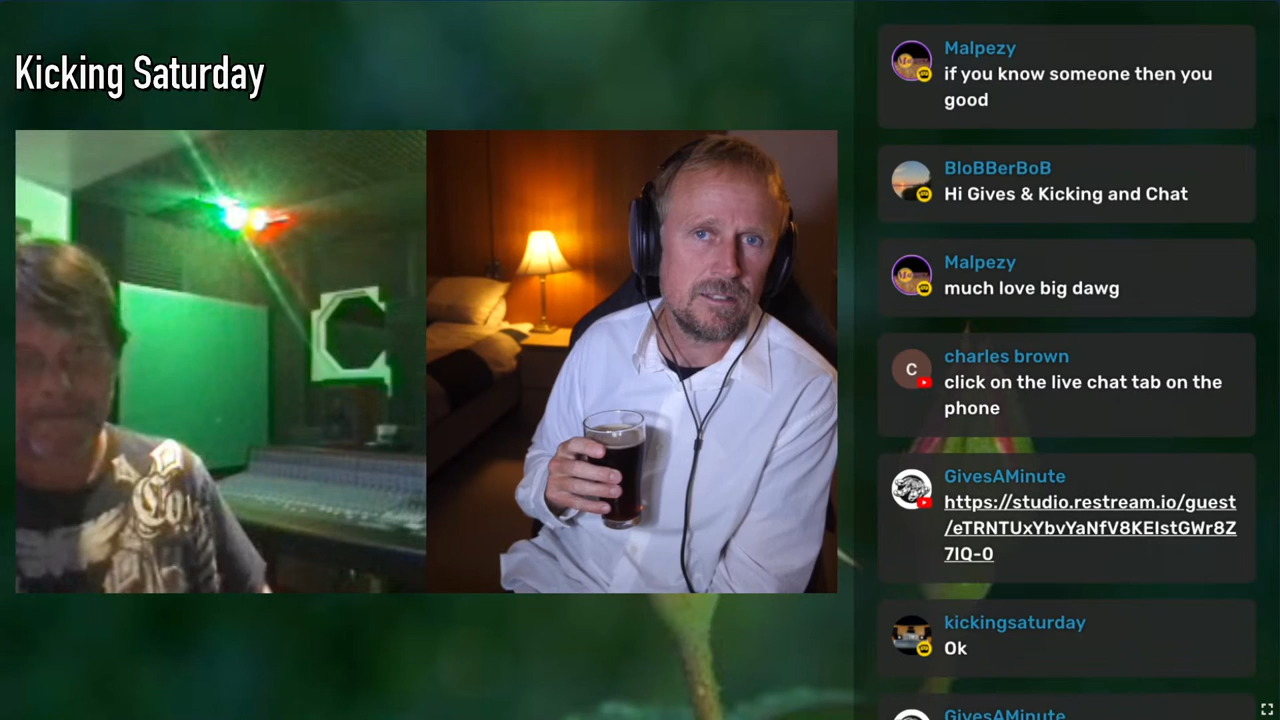 Kicking Saturday
Malpezy
if you know someone then you
good
BloBBerBoB
Hi Gives & Kicking and Chat
Malpezy
much love big dawg
charles brown
C
click on the live chat tab on the
phone
GivesAMinute
https://studio.restream.io/guest
/eTRNTUxYbvYaNfV8KEIstGWr8Z
7IQ-0
kickingsaturday
Ok
GivesAMinute